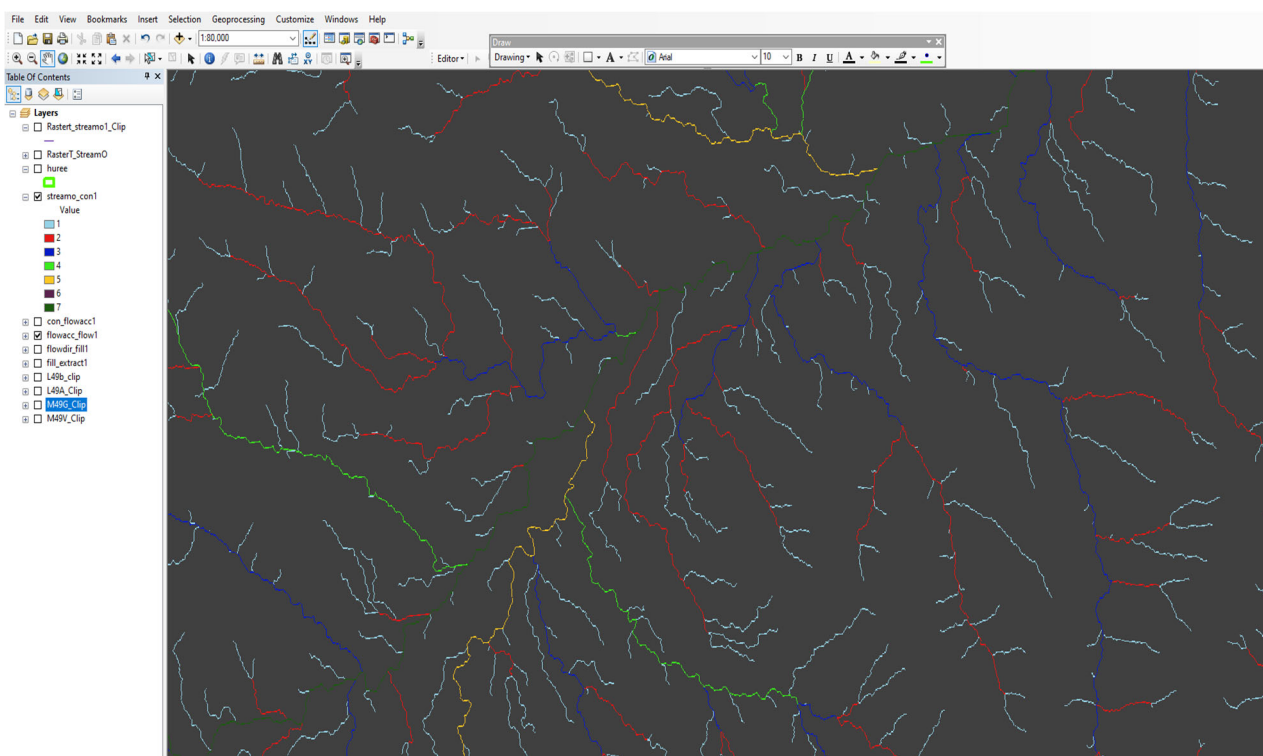 File Edit View Bookmarks Insert Selection Geoprocessing Customize Windows Help
1:80,000
Draw
Editor
Drawing A Arial 10 B I U A
Table Of Contents
Layers
Rastert_streamo1_Clip
RasterT_StreamO
huree
streamo_con1
Value
1
2
3
4
5
6
7
con_flowacc1
flowacc_flow1
flowdir_fill1
fill_extract1
L49b_clip
L49A_Clip
M49G_Clip
M49V_Clip